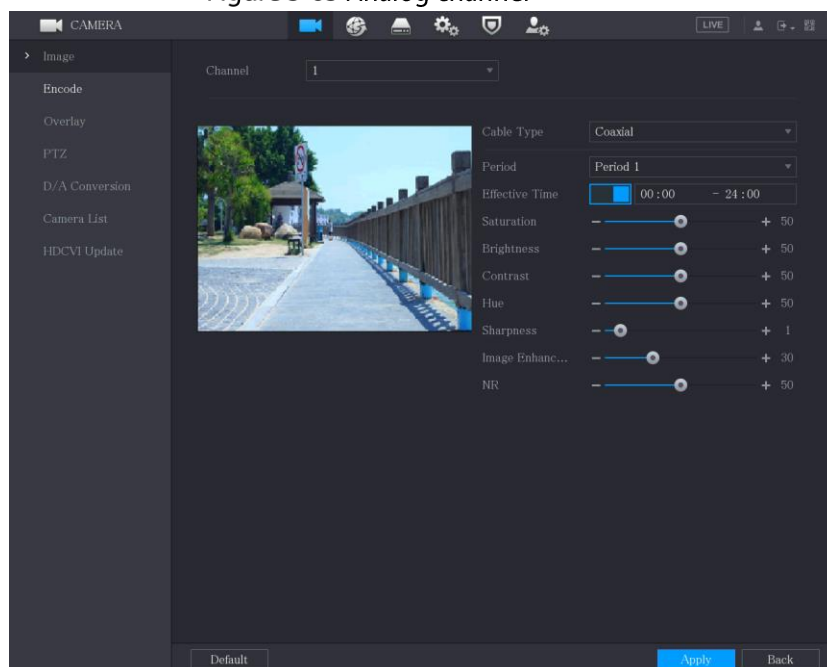 Analog channel
CAMERA
LIVE
Image
Encode
Overlay
PTZ
D/A Conversion
Camera List
HDCVI Update
Channel 1
Cable Type Coaxial
Period Period 1
Effective Time 00:00 - 24:00
Saturation - + 50
Brightness - + 50
Contrast - + 50
Hue - + 50
Sharpness - + 1
Image Enhanc... - + 30
NR - + 50
Default Apply Back